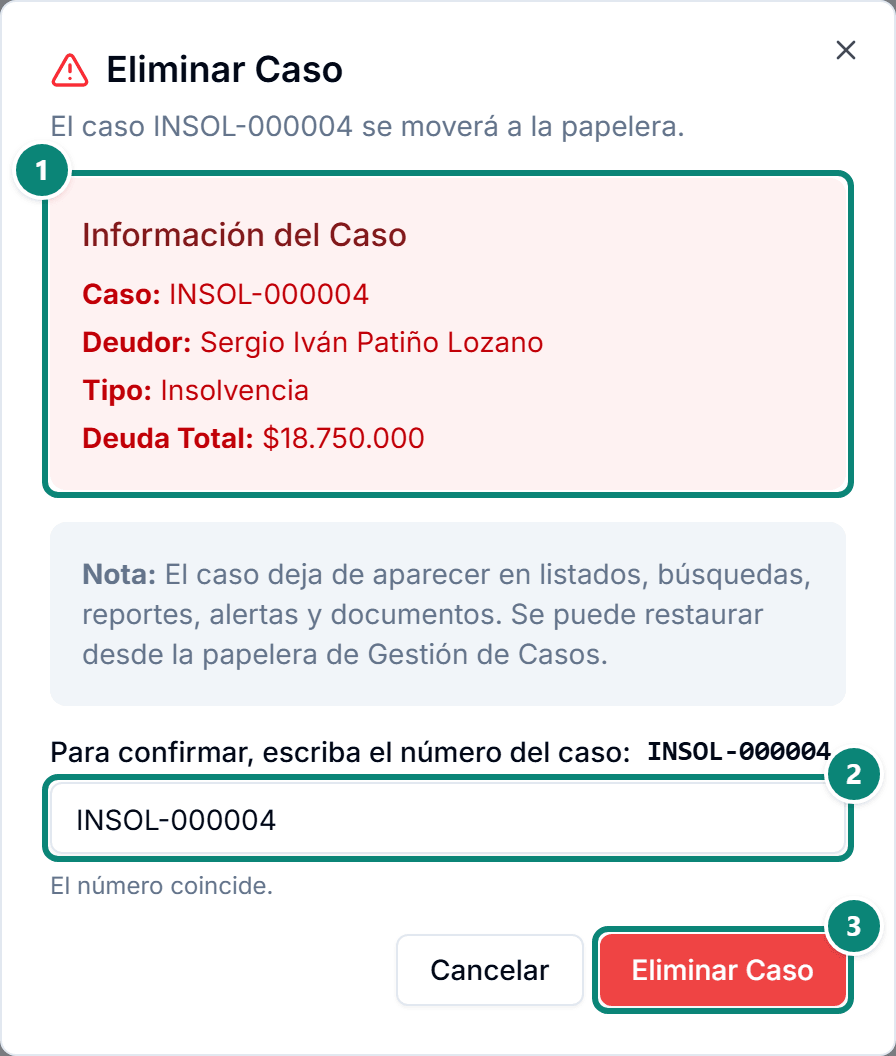 Eliminar Caso
El caso INSOL-000004 se moverá a la papelera.
1
Información del Caso
Caso: INSOL-000004
Deudor: Sergio Iván Patiño Lozano
Tipo: Insolvencia
Deuda Total: $18.750.000
Nota: El caso deja de aparecer en listados, búsquedas,
reportes, alertas y documentos. Se puede restaurar
desde la papelera de Gestión de Casos.
Para confirmar, escriba el número del caso: INSOL-000004
2
INSOL-000004
El número coincide.
3
Cancelar
Eliminar Caso